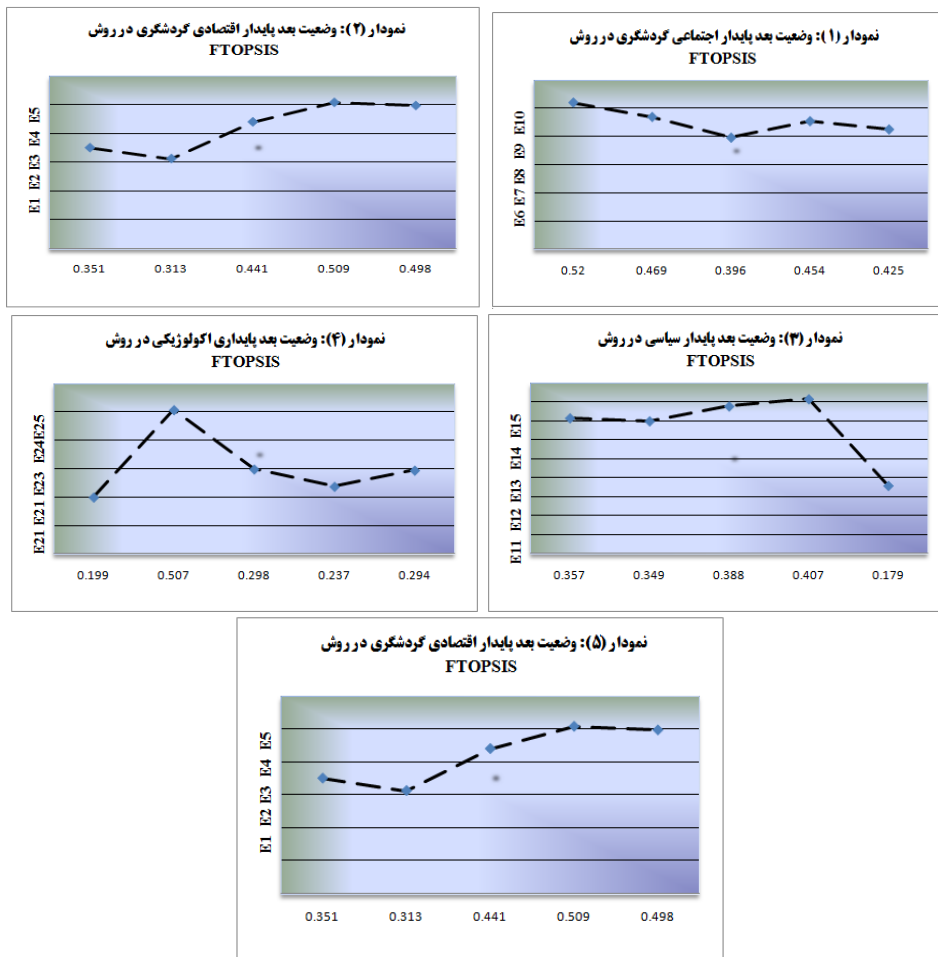 نمودار (۱): وضعیت بعد پایدار اجتماعی گردشگری در روش
FTOPSIS
E6 E7 E8 E9 E10
0.52 0.469 0.396 0.454 0.425
نمودار (۲): وضعیت بعد پایدار اقتصادی گردشگری در روش
FTOPSIS
E1 E2 E3 E4 E5
0.351 0.313 0.441 0.509 0.498
نمودار (۳): وضعیت بعد پایدار سیاسی در روش
FTOPSIS
E11 E12 E13 E14 E15
0.357 0.349 0.388 0.407 0.179
نمودار (۴): وضعیت بعد پایداری اکولوژیکی در روش
FTOPSIS
E21 E21 E23 E24E25
0.199 0.507 0.298 0.237 0.294
نمودار (۵): وضعیت بعد پایدار اقتصادی گردشگری در روش
FTOPSIS
E1 E2 E3 E4 E5
0.351 0.313 0.441 0.509 0.498